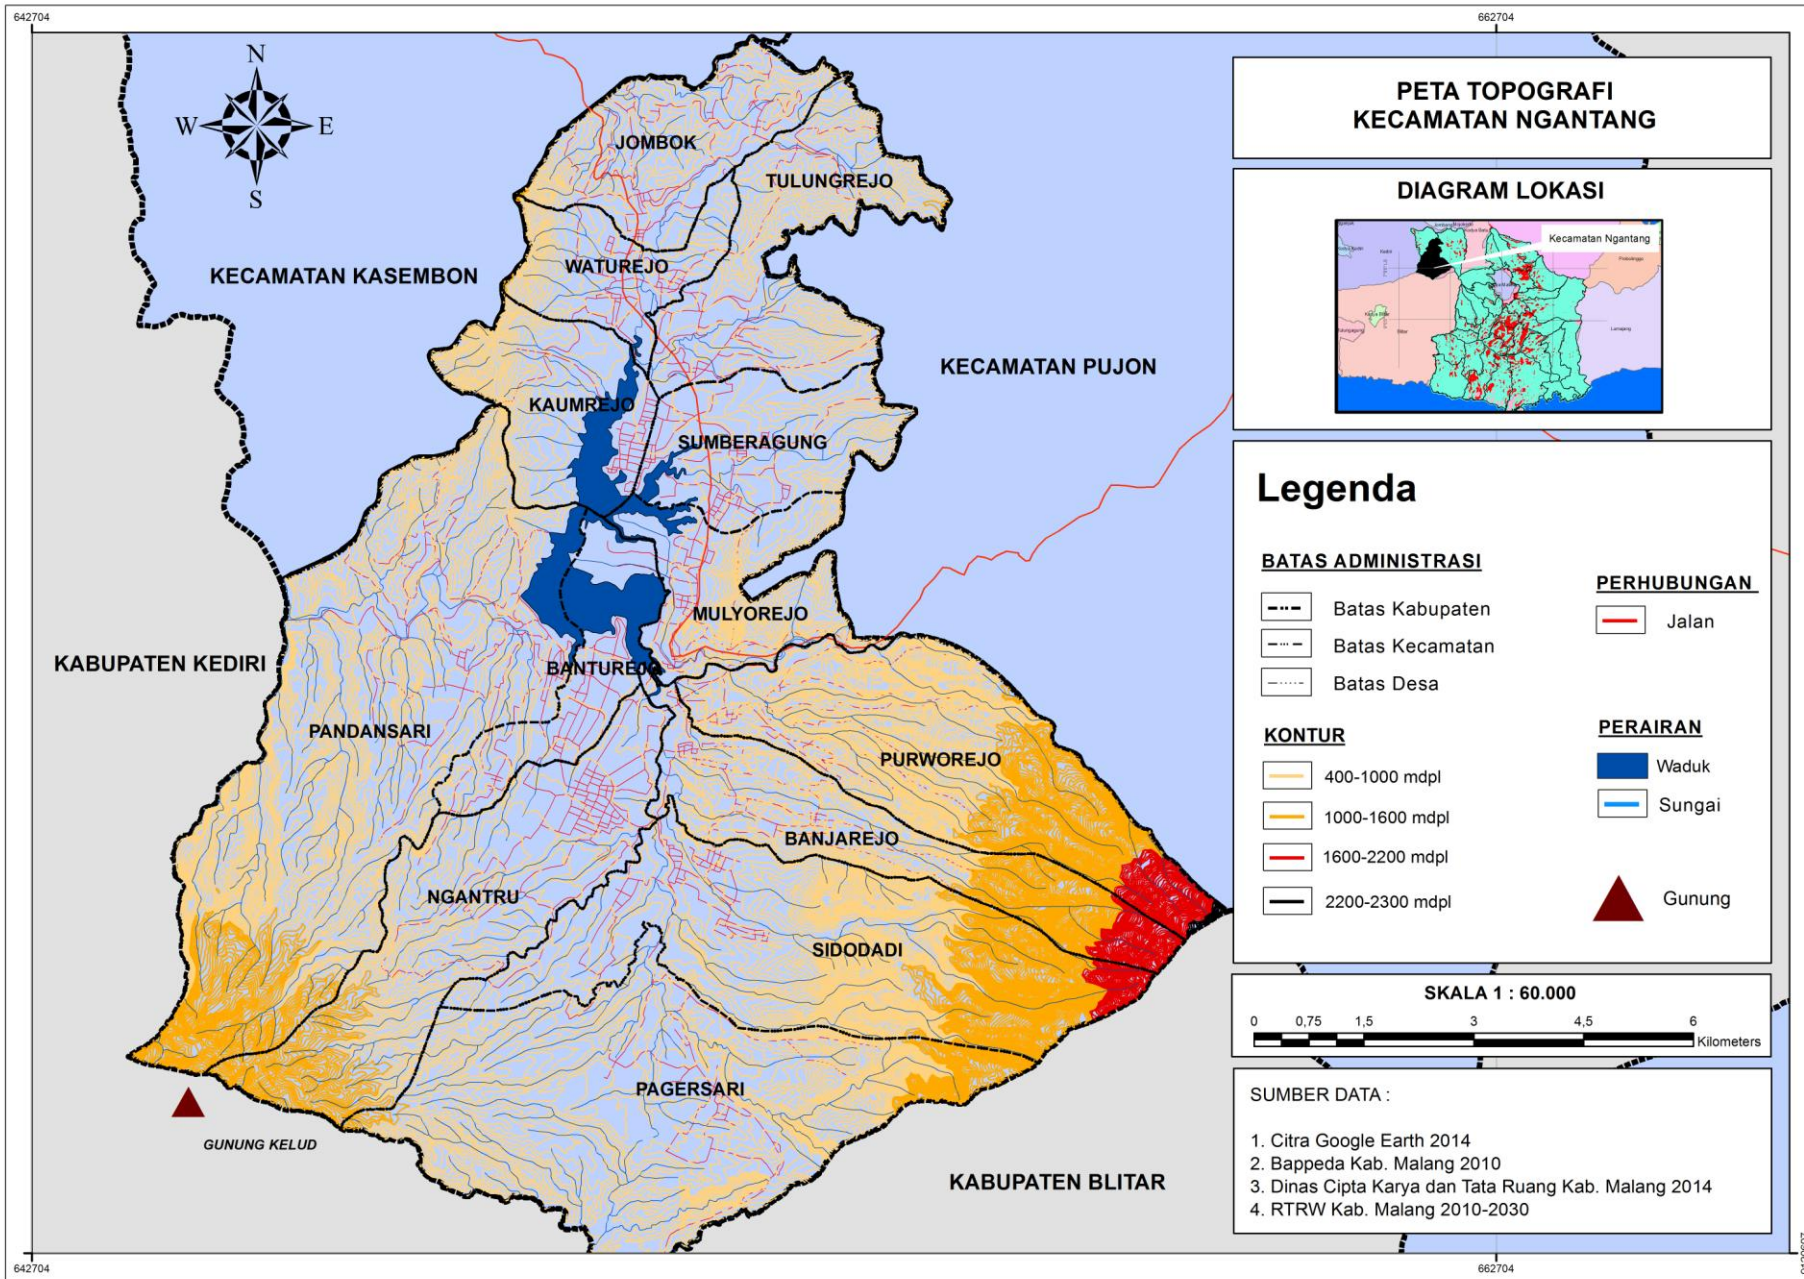 642704
662704
N
W
E
S
PETA TOPOGRAFI
KECAMATAN NGANTANG
DIAGRAM LOKASI
Kecamatan Ngantang
Kediri
Blitar
Lumajang
JOMBOK
TULUNGREJO
WATUREJO
KECAMATAN KASEMBON
KECAMATAN PUJON
KAUMREJO
SUMBERAGUNG
MULYOREJO
KABUPATEN KEDIRI
BANTUREJO
PANDANSARI
PURWOREJO
BANJAREJO
NGANTRU
SIDODADI
PAGERSARI
GUNUNG KELUD
KABUPATEN BLITAR
Legenda
BATAS ADMINISTRASI
Batas Kabupaten
Batas Kecamatan
Batas Desa
KONTUR
400-1000 mdpl
1000-1600 mdpl
1600-2200 mdpl
2200-2300 mdpl
PERHUBUNGAN
Jalan
PERAIRAN
Waduk
Sungai
Gunung
SKALA 1 : 60.000
0 0,75 1,5 3 4,5 6
Kilometers
SUMBER DATA :
1. Citra Google Earth 2014
2. Bappeda Kab. Malang 2010
3. Dinas Cipta Karya dan Tata Ruang Kab. Malang 2014
4. RTRW Kab. Malang 2010-2030
642704
662704